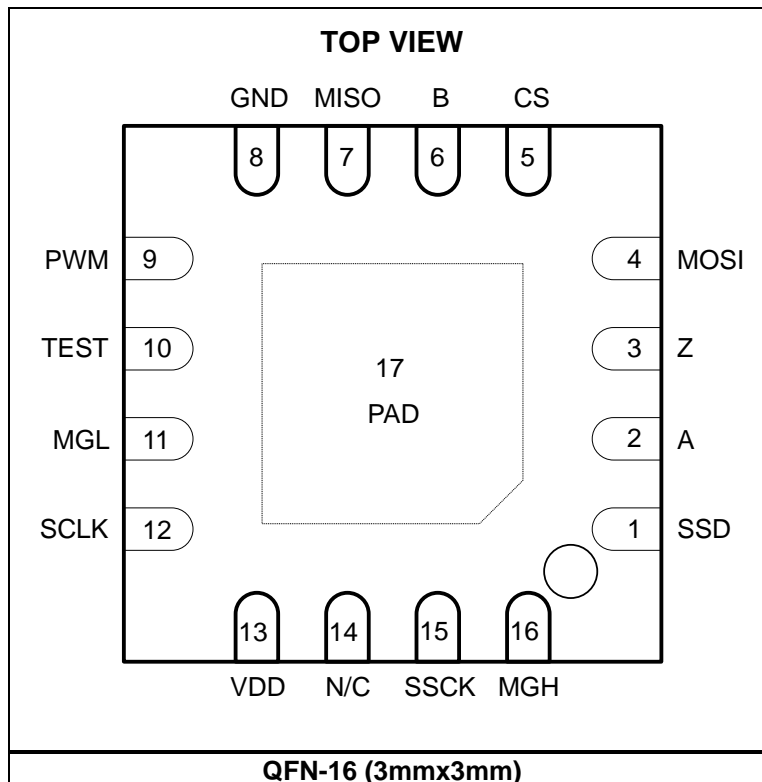 TOP VIEW
GND MISO B CS
8 7 6 5
PWM 9 4 MOSI
TEST 10 3 Z
17
PAD
MGL 11 2 A
SCLK 12 1 SSD
13 14 15 16
VDD N/C SSCK MGH
QFN-16 (3mmx3mm)